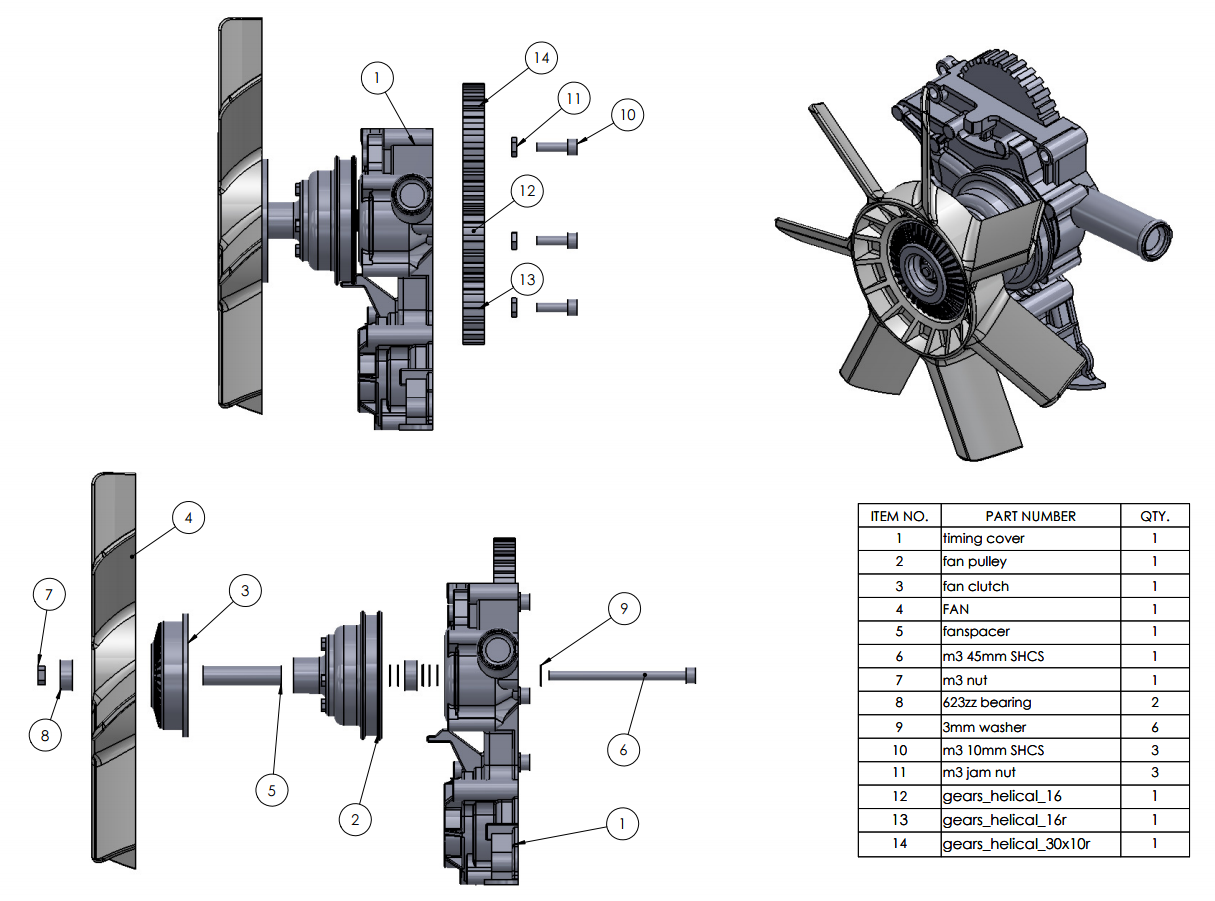 14
1
11
10
12
13
4
7
3
9
8
5
2
6
1
ITEM NO. PART NUMBER QTY.
1 timing cover 1
2 fan pulley 1
3 fan clutch 1
4 FAN 1
5 fanspacer 1
6 m3 45mm SHCS 1
7 m3 nut 1
8 623zz bearing 2
9 3mm washer 6
10 m3 10mm SHCS 3
11 m3 jam nut 3
12 gears_helical_16 1
13 gears_helical_16r 1
14 gears_helical_30x10r 1